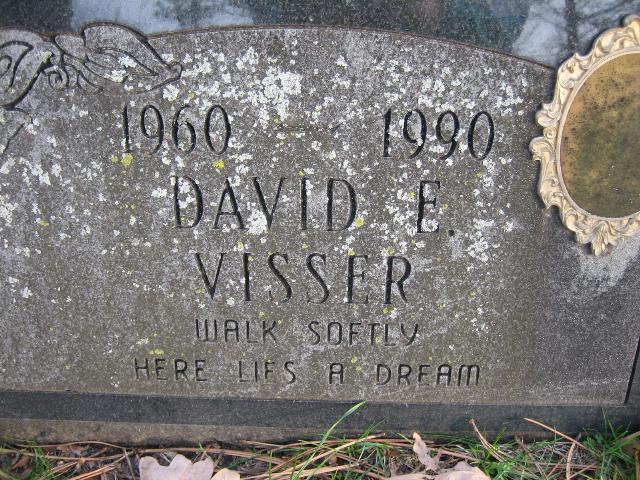 1960 1990
DAVID E.
VISSER
WALK SOFTLY
HERE LIES A DREAM